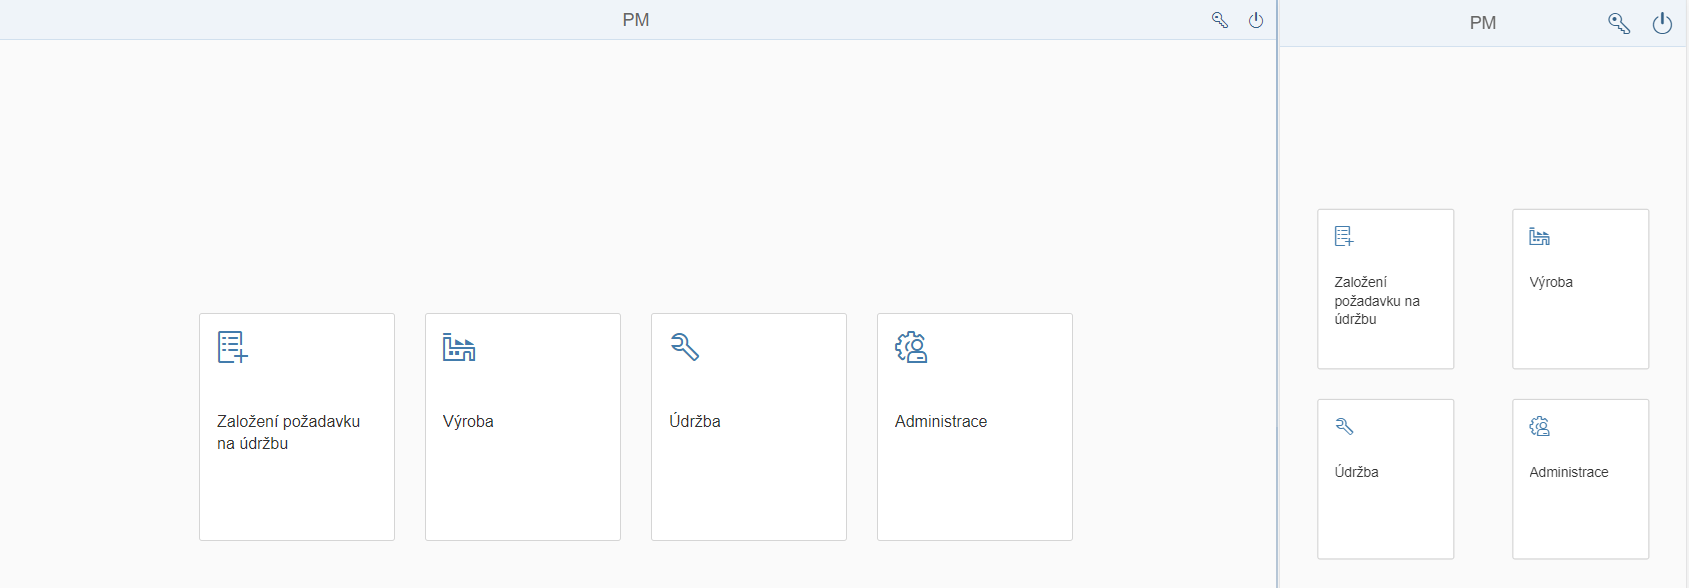 PM
Založení požadavku
na údržbu
Výroba
Údržba
Administrace
PM
Založení
požadavku na
údržbu
Výroba
Údržba
Administrace